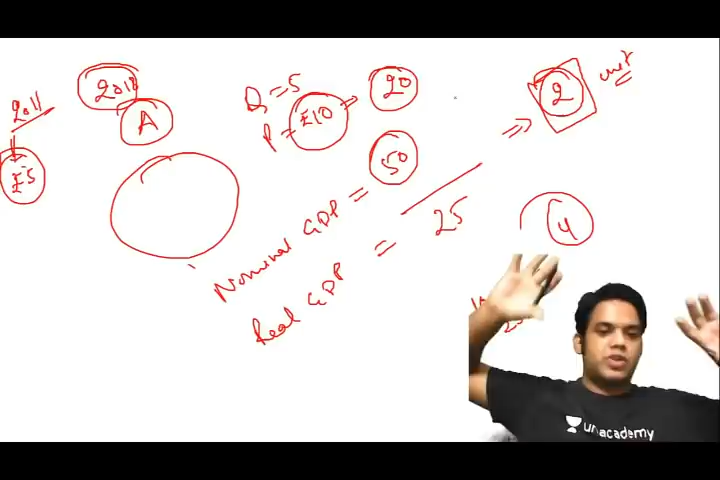 2011
2018
A
£5
Q = 5
P = £10
20
2
unit
Nominal GDP = 50
Real GDP = 25
4
unacademy